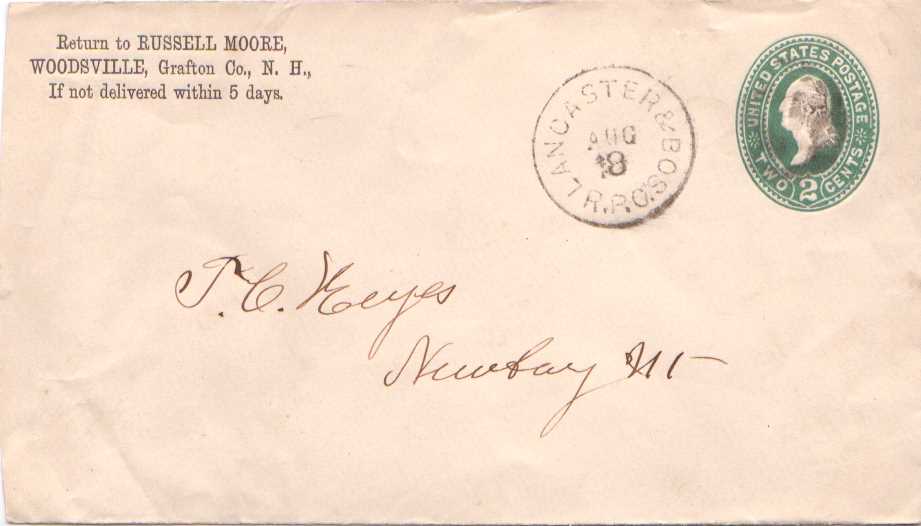 Return to RUSSELL MOORE,
WOODSVILLE, Grafton Co., N. H.,
If not delivered within 5 days.
LANCASTER & BOS. R.P.O.
AUG
8
UNITED STATES POSTAGE
TWO 2 CENTS
T. C. Keyes
Newbury Vt